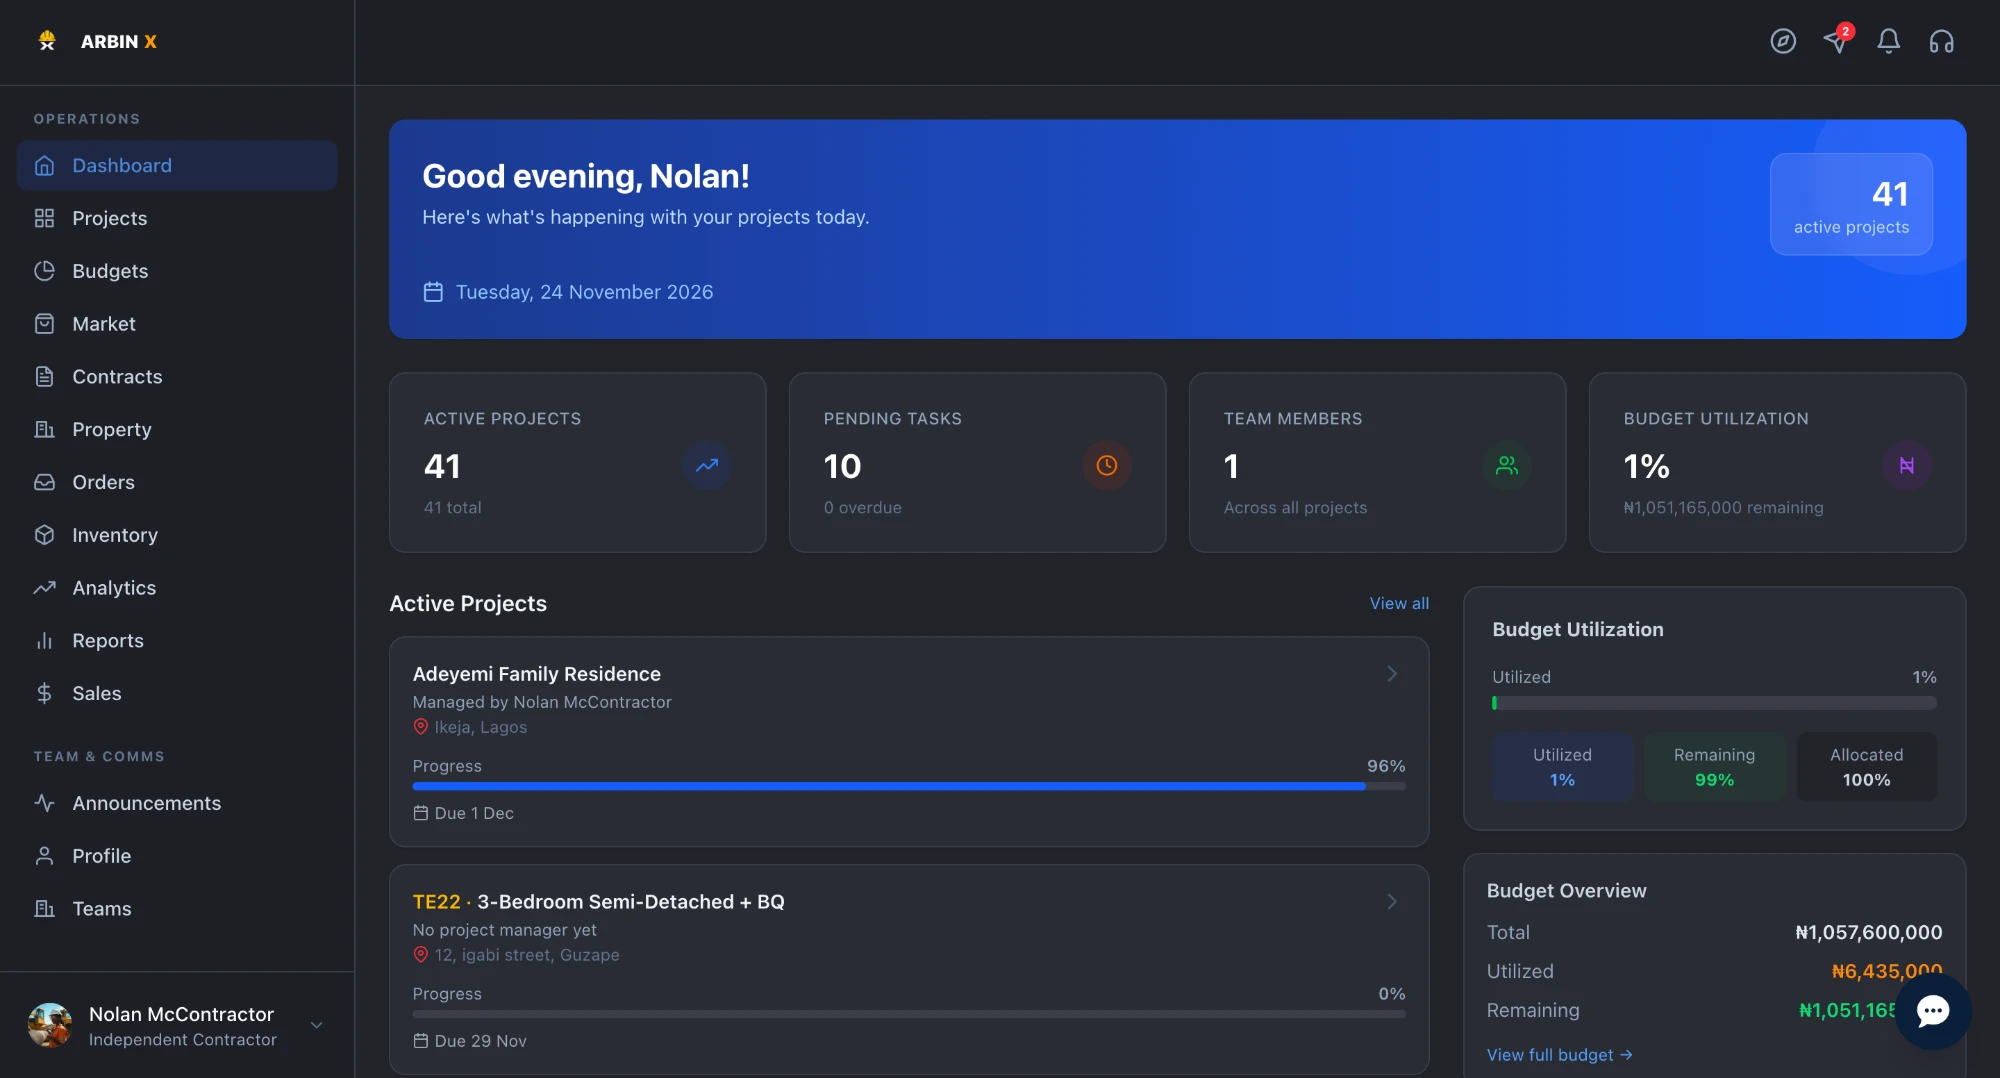 ARBIN X
2
OPERATIONS
Dashboard
Projects
Budgets
Market
Contracts
Property
Orders
Inventory
Analytics
Reports
Sales
TEAM & COMMS
Announcements
Profile
Teams
Nolan McContractor
Independent Contractor
Good evening, Nolan!
Here's what's happening with your projects today.
Tuesday, 24 November 2026
41
active projects
ACTIVE PROJECTS
41
41 total
PENDING TASKS
10
0 overdue
TEAM MEMBERS
1
Across all projects
BUDGET UTILIZATION
1%
₦1,051,165,000 remaining
Active Projects
View all
Adeyemi Family Residence
Managed by Nolan McContractor
Ikeja, Lagos
Progress 96%
Due 1 Dec
TE22 · 3-Bedroom Semi-Detached + BQ
No project manager yet
12, igabi street, Guzape
Progress 0%
Due 29 Nov
Budget Utilization
Utilized 1%
Utilized
1%
Remaining
99%
Allocated
100%
Budget Overview
Total ₦1,057,600,000
Utilized ₦6,435,000
Remaining ₦1,051,165
View full budget →